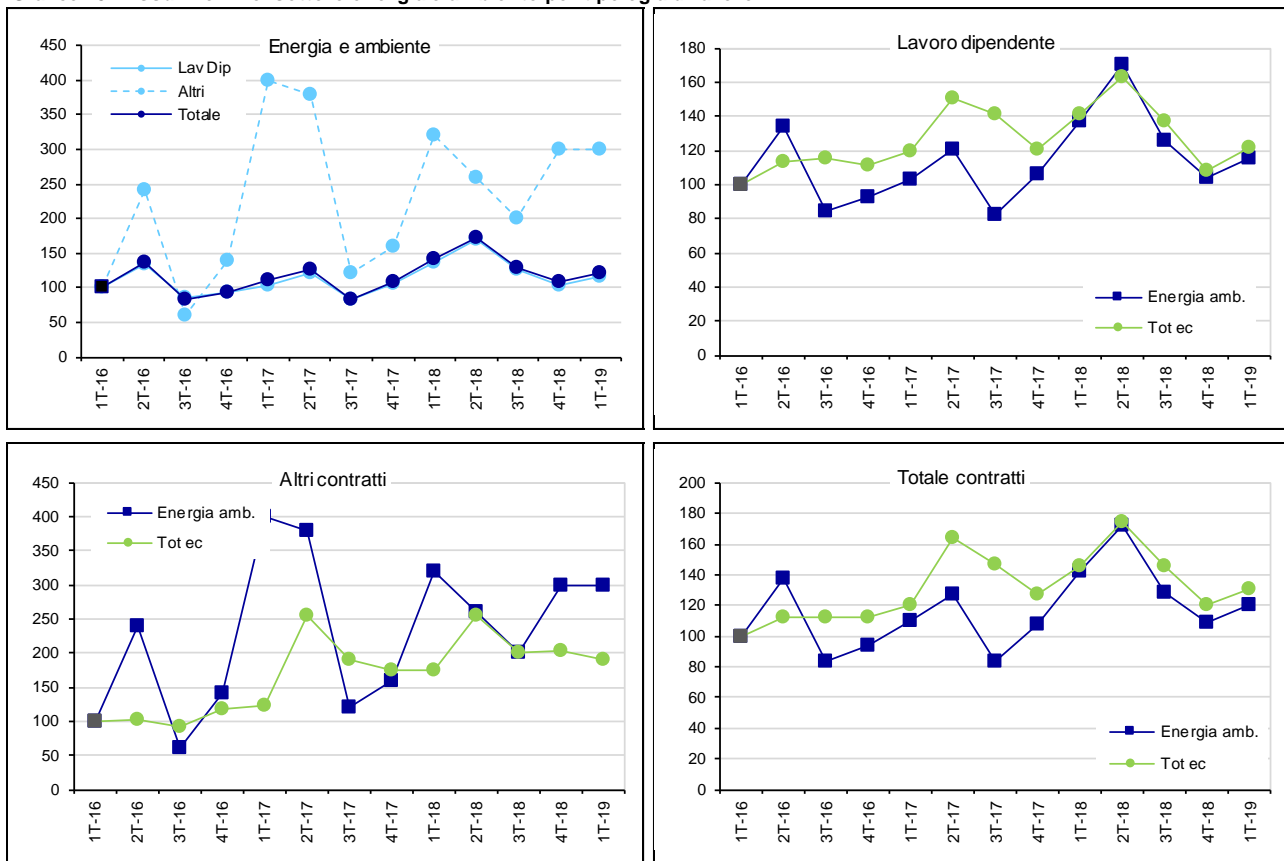 settore energia e ambiente per tipologia
Energia e ambiente
450
400
350
300
250
200
150
100
50
0
Lav Dip
Altri
Totale
1T-16
2T-16
3T-16
4T-16
1T-17
2T-17
3T-17
4T-17
1T-18
2T-18
3T-18
4T-18
1T-19
Lavoro dipendente
180
160
140
120
100
80
60
40
20
0
Energia amb.
Tot ec
1T-16
2T-16
3T-16
4T-16
1T-17
2T-17
3T-17
4T-17
1T-18
2T-18
3T-18
4T-18
1T-19
Altri contratti
450
400
350
300
250
200
150
100
50
0
Energia amb.
Tot ec
1T-16
2T-16
3T-16
4T-16
1T-17
2T-17
3T-17
4T-17
1T-18
2T-18
3T-18
4T-18
1T-19
Totale contratti
200
180
160
140
120
100
80
60
40
20
0
Energia amb.
Tot ec
1T-16
2T-16
3T-16
4T-16
1T-17
2T-17
3T-17
4T-17
1T-18
2T-18
3T-18
4T-18
1T-19